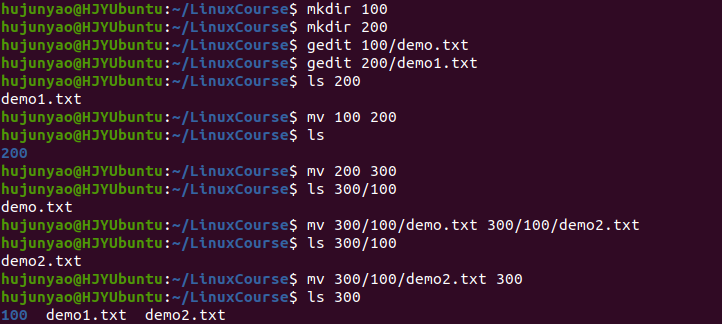 hujunyao@HJYUbuntu:~/LinuxCourse$ mkdir 100
hujunyao@HJYUbuntu:~/LinuxCourse$ mkdir 200
hujunyao@HJYUbuntu:~/LinuxCourse$ gedit 100/demo.txt
hujunyao@HJYUbuntu:~/LinuxCourse$ gedit 200/demo1.txt
hujunyao@HJYUbuntu:~/LinuxCourse$ ls 200
demo1.txt
hujunyao@HJYUbuntu:~/LinuxCourse$ mv 100 200
hujunyao@HJYUbuntu:~/LinuxCourse$ ls
200
hujunyao@HJYUbuntu:~/LinuxCourse$ mv 200 300
hujunyao@HJYUbuntu:~/LinuxCourse$ ls 300/100
demo.txt
hujunyao@HJYUbuntu:~/LinuxCourse$ mv 300/100/demo.txt 300/100/demo2.txt
hujunyao@HJYUbuntu:~/LinuxCourse$ ls 300/100
demo2.txt
hujunyao@HJYUbuntu:~/LinuxCourse$ mv 300/100/demo2.txt 300
hujunyao@HJYUbuntu:~/LinuxCourse$ ls 300
100  demo1.txt  demo2.txt